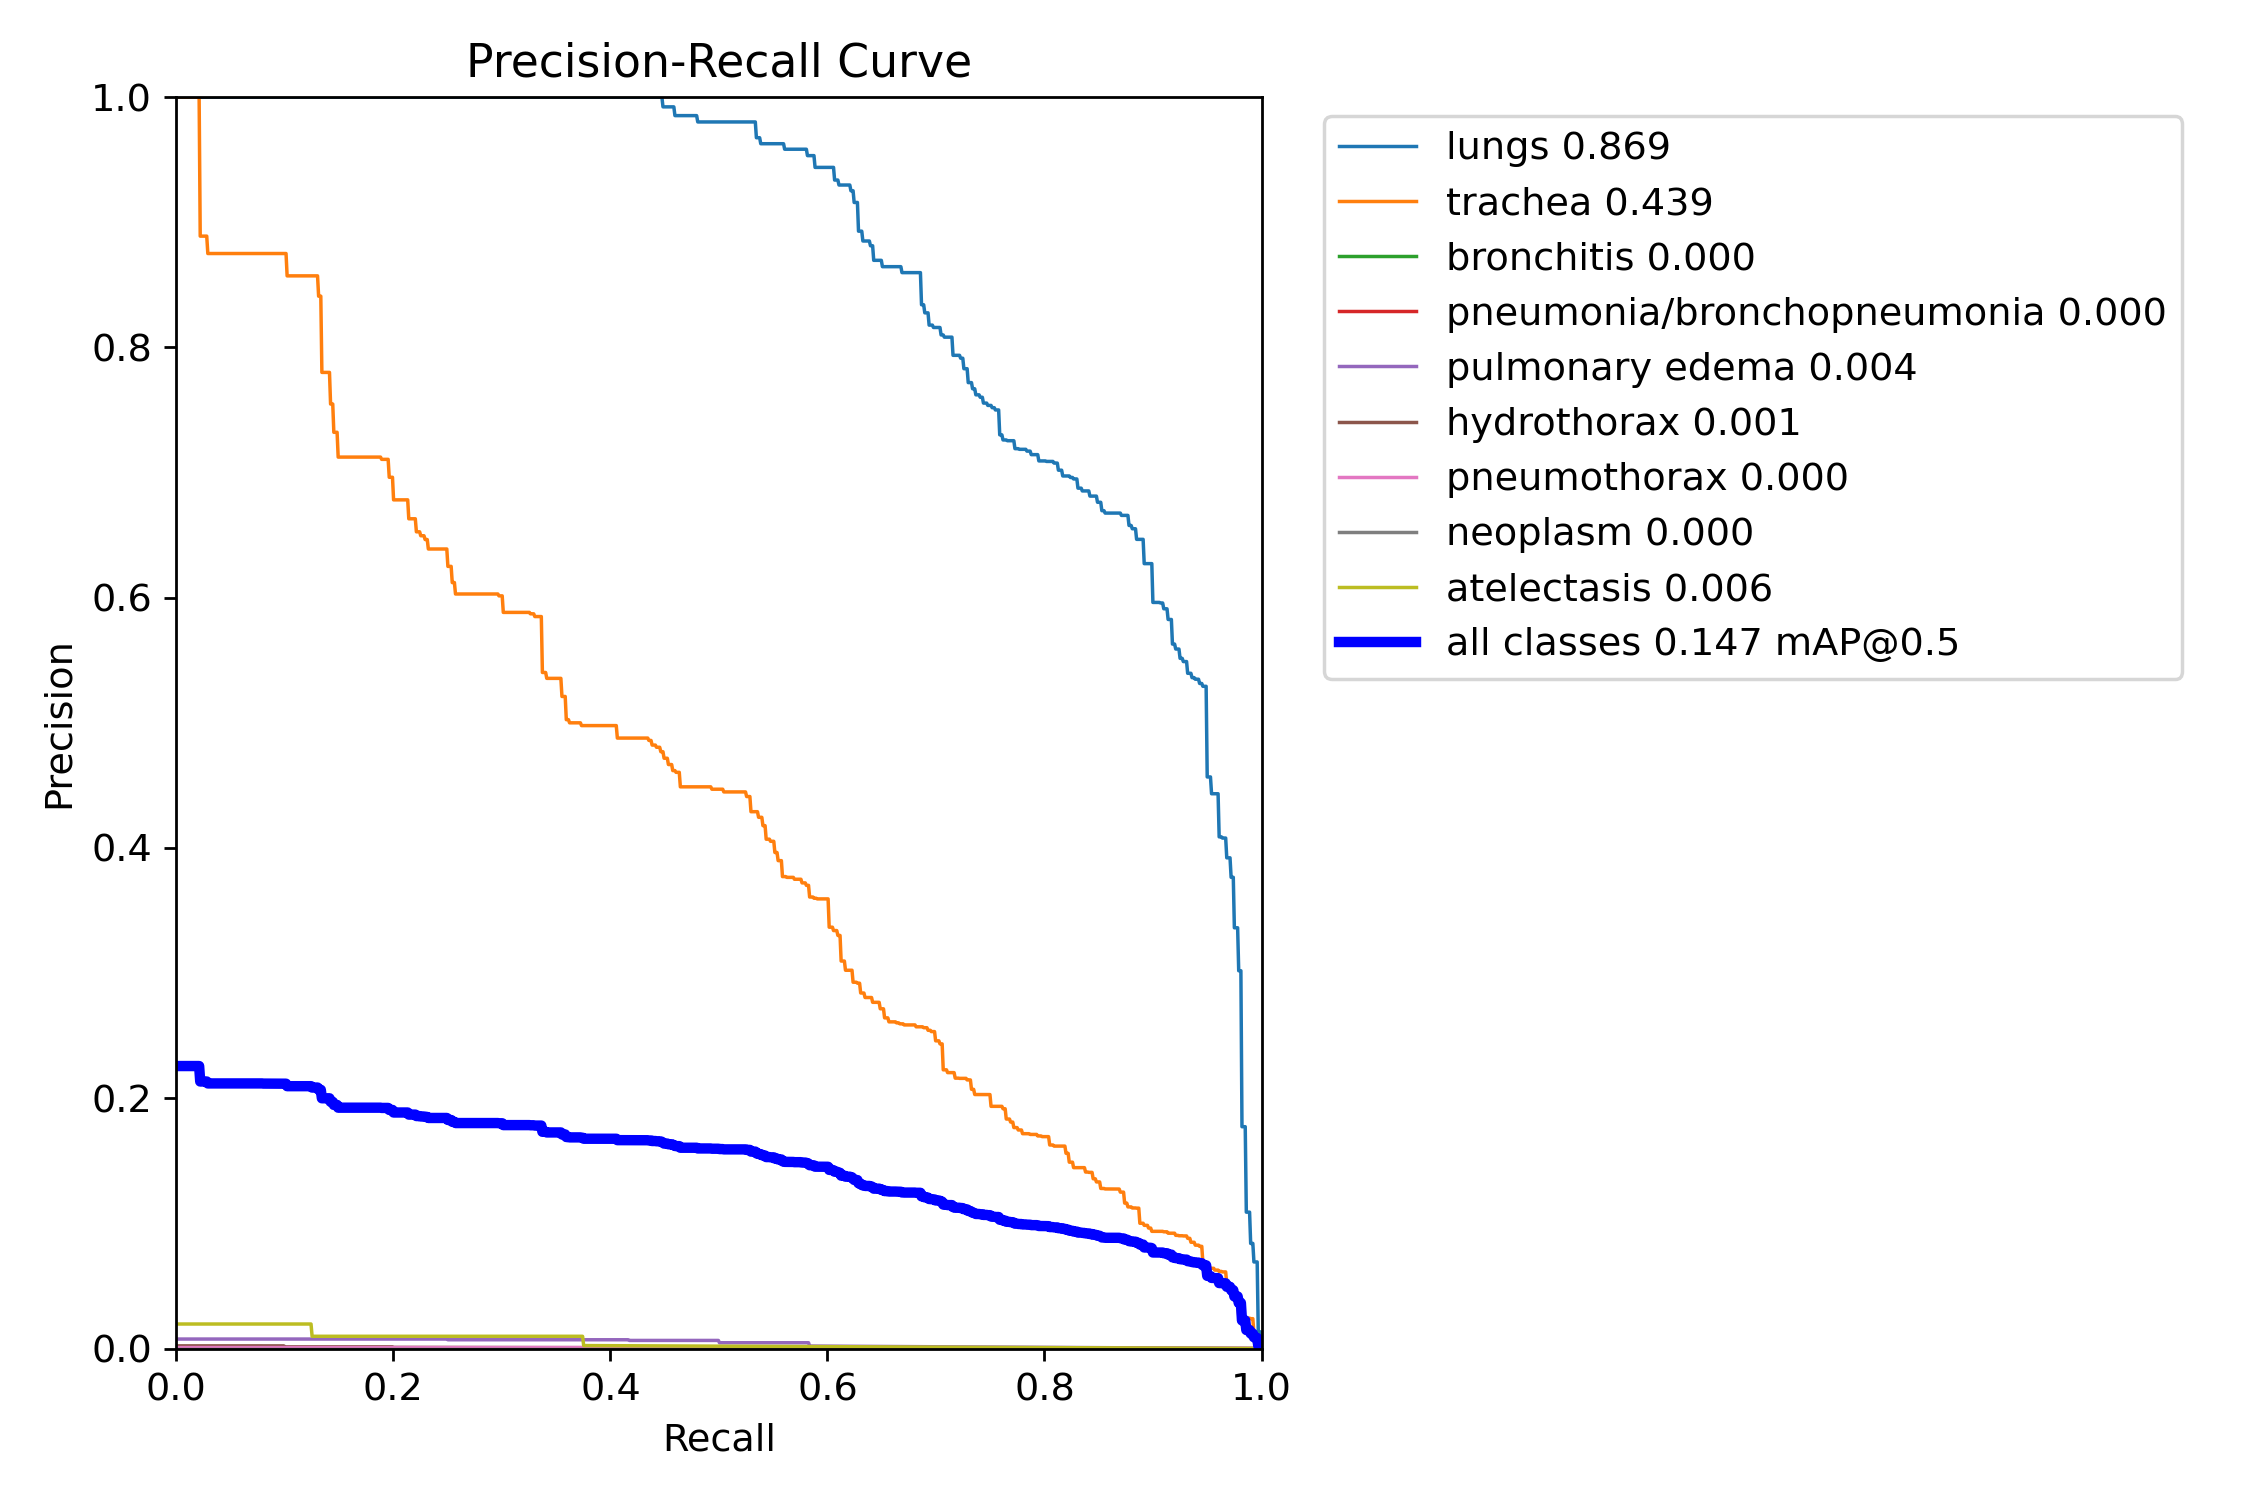 Precision-Recall Curve
1.0
0.8
0.6
0.4
0.2
0.0
Precision
0.0 0.2 0.4 0.6 0.8 1.0
Recall
lungs 0.869
trachea 0.439
bronchitis 0.000
pneumonia/bronchopneumonia 0.000
pulmonary edema 0.004
hydrothorax 0.001
pneumothorax 0.000
neoplasm 0.000
atelectasis 0.006
all classes 0.147 mAP@0.5